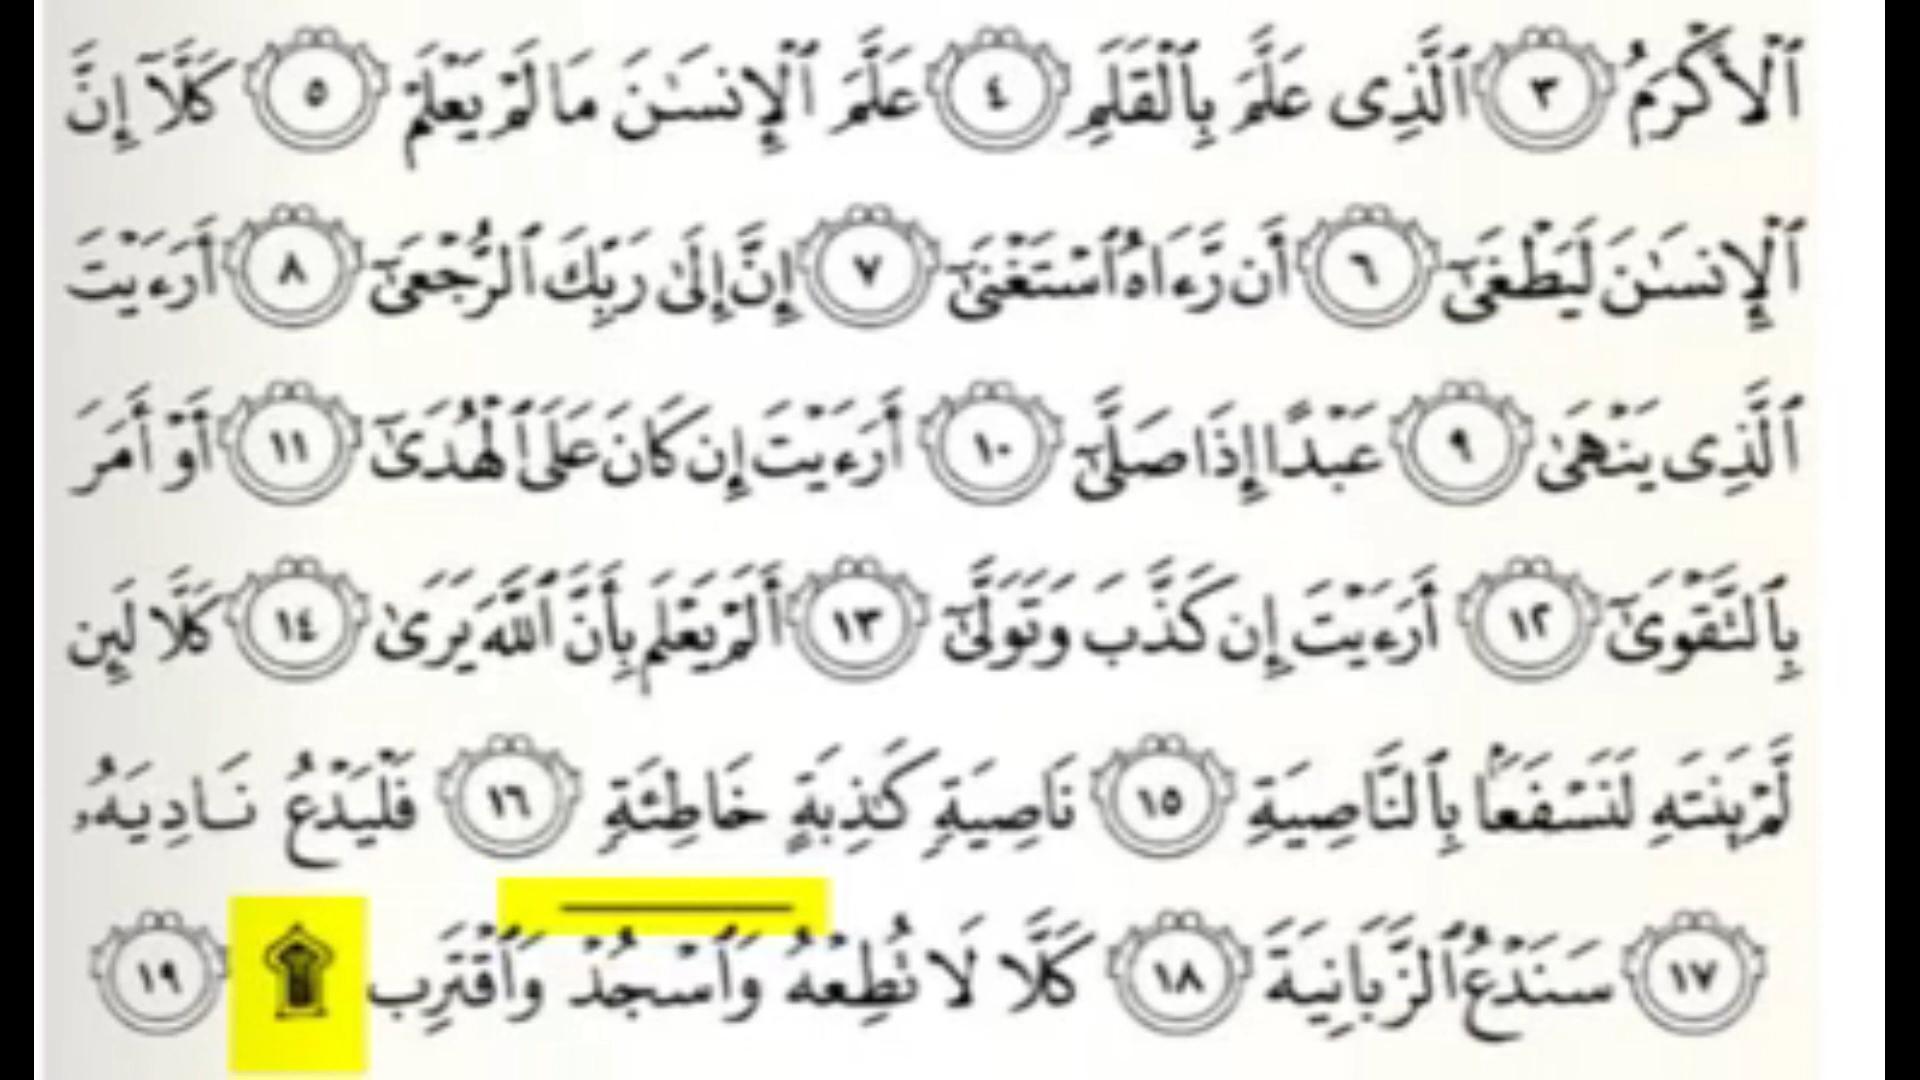 ٱلۡأَكۡرَمُ ٣ ٱلَّذِى عَلَّمَ بِٱلۡقَلَمِ ٤ عَلَّمَ ٱلۡإِنسَٰنَ مَا لَمۡ يَعۡلَمۡ ٥ كَلَّآ إِنَّ
ٱلۡإِنسَٰنَ لَيَطۡغَىٰٓ ٦ أَن رَّءَاهُ ٱسۡتَغۡنَىٰٓ ٧ إِنَّ إِلَىٰ رَبِّكَ ٱلرُّجۡعَىٰٓ ٨ أَرَءَيۡتَ
ٱلَّذِى يَنۡهَىٰ ٩ عَبۡدًا إِذَا صَلَّىٰٓ ١٠ أَرَءَيۡتَ إِن كَانَ عَلَى ٱلۡهُدَىٰٓ ١١ أَوۡ أَمَرَ
بِٱلتَّقۡوَىٰٓ ١٢ أَرَءَيۡتَ إِن كَذَّبَ وَتَوَلَّىٰٓ ١٣ أَلَمۡ يَعۡلَم بِأَنَّ ٱللَّهَ يَرَىٰ ١٤ كَلَّا لَئِن
لَّمۡ يَنتَهِ لَنَسۡفَعَۢا بِٱلنَّاصِيَةِ ١٥ نَاصِيَةٖ كَٰذِبَةٍ خَاطِئَةٖ ١٦ فَلۡيَدۡعُ نَادِيَهُۥ
١٧ سَنَدۡعُ ٱلزَّبَانِيَةَ ١٨ كَلَّا لَا تُطِعۡهُ وَٱسۡجُدۡۤ وَٱقۡتَرِب ۩ ١٩